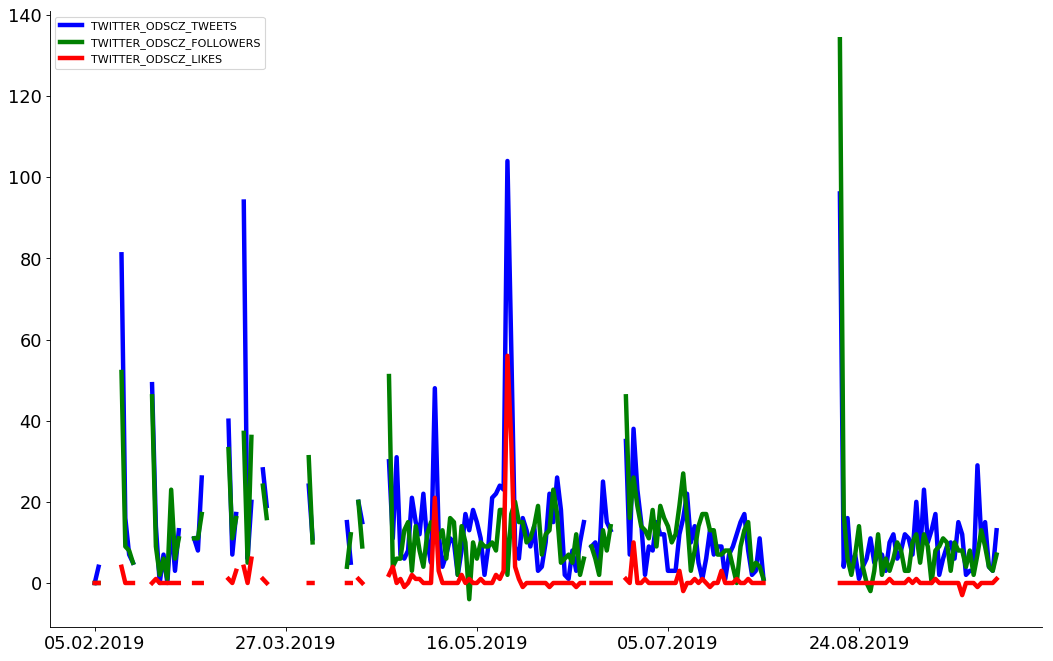 140
120
100
80
60
40
20
0
TWITTER_ODSCZ_TWEETS
TWITTER_ODSCZ_FOLLOWERS
TWITTER_ODSCZ_LIKES
05.02.2019 27.03.2019 16.05.2019 05.07.2019 24.08.2019